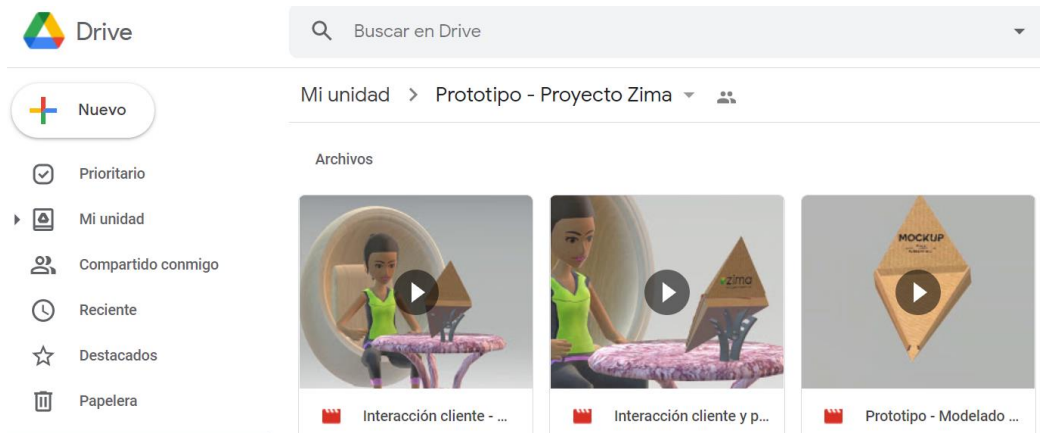 Drive
Buscar en Drive
Nuevo
Mi unidad > Prototipo - Proyecto Zima
Prioritario
Mi unidad
Compartido conmigo
Reciente
Destacados
Papelera
Archivos
zima
MOCKUP
Interacción cliente - ...
Interacción cliente y p...
Prototipo - Modelado ...